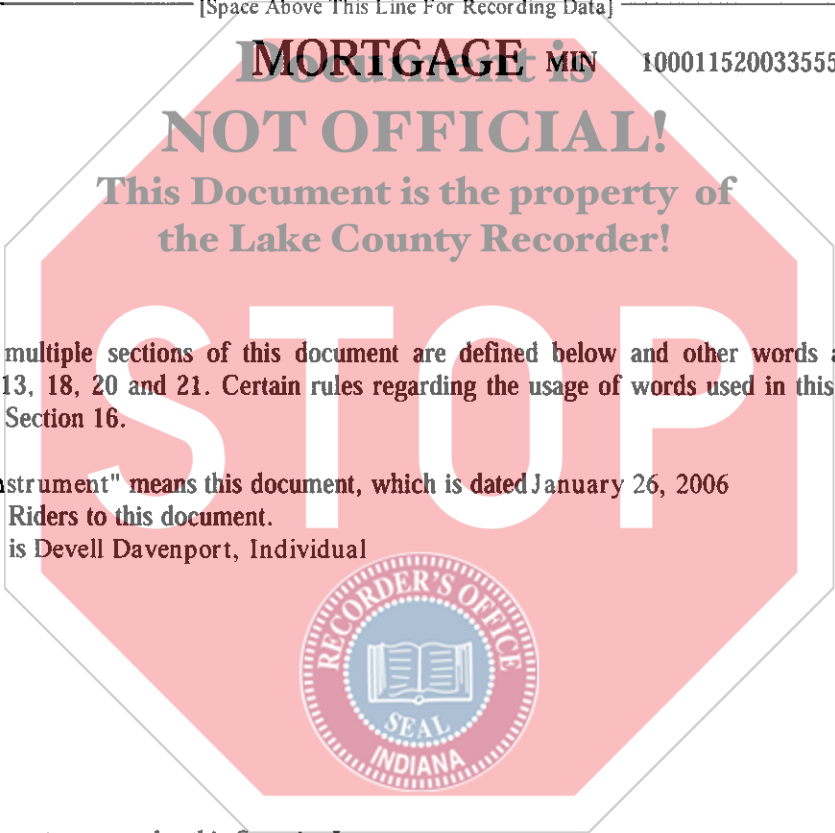 [Space Above This Line For Recording Data]
MORTGAGE MIN 10001152003355
Document is
NOT OFFICIAL!
This Document is the property of
the Lake County Recorder!
STOP
multiple sections of this document are defined below and other words
13, 18, 20 and 21. Certain rules regarding the usage of words used in this
Section 16.
strument" means this document, which is dated January 26, 2006
Riders to this document.
is Devell Davenport, Individual
RECORDER'S OFFICE
SEAL
INDIANA